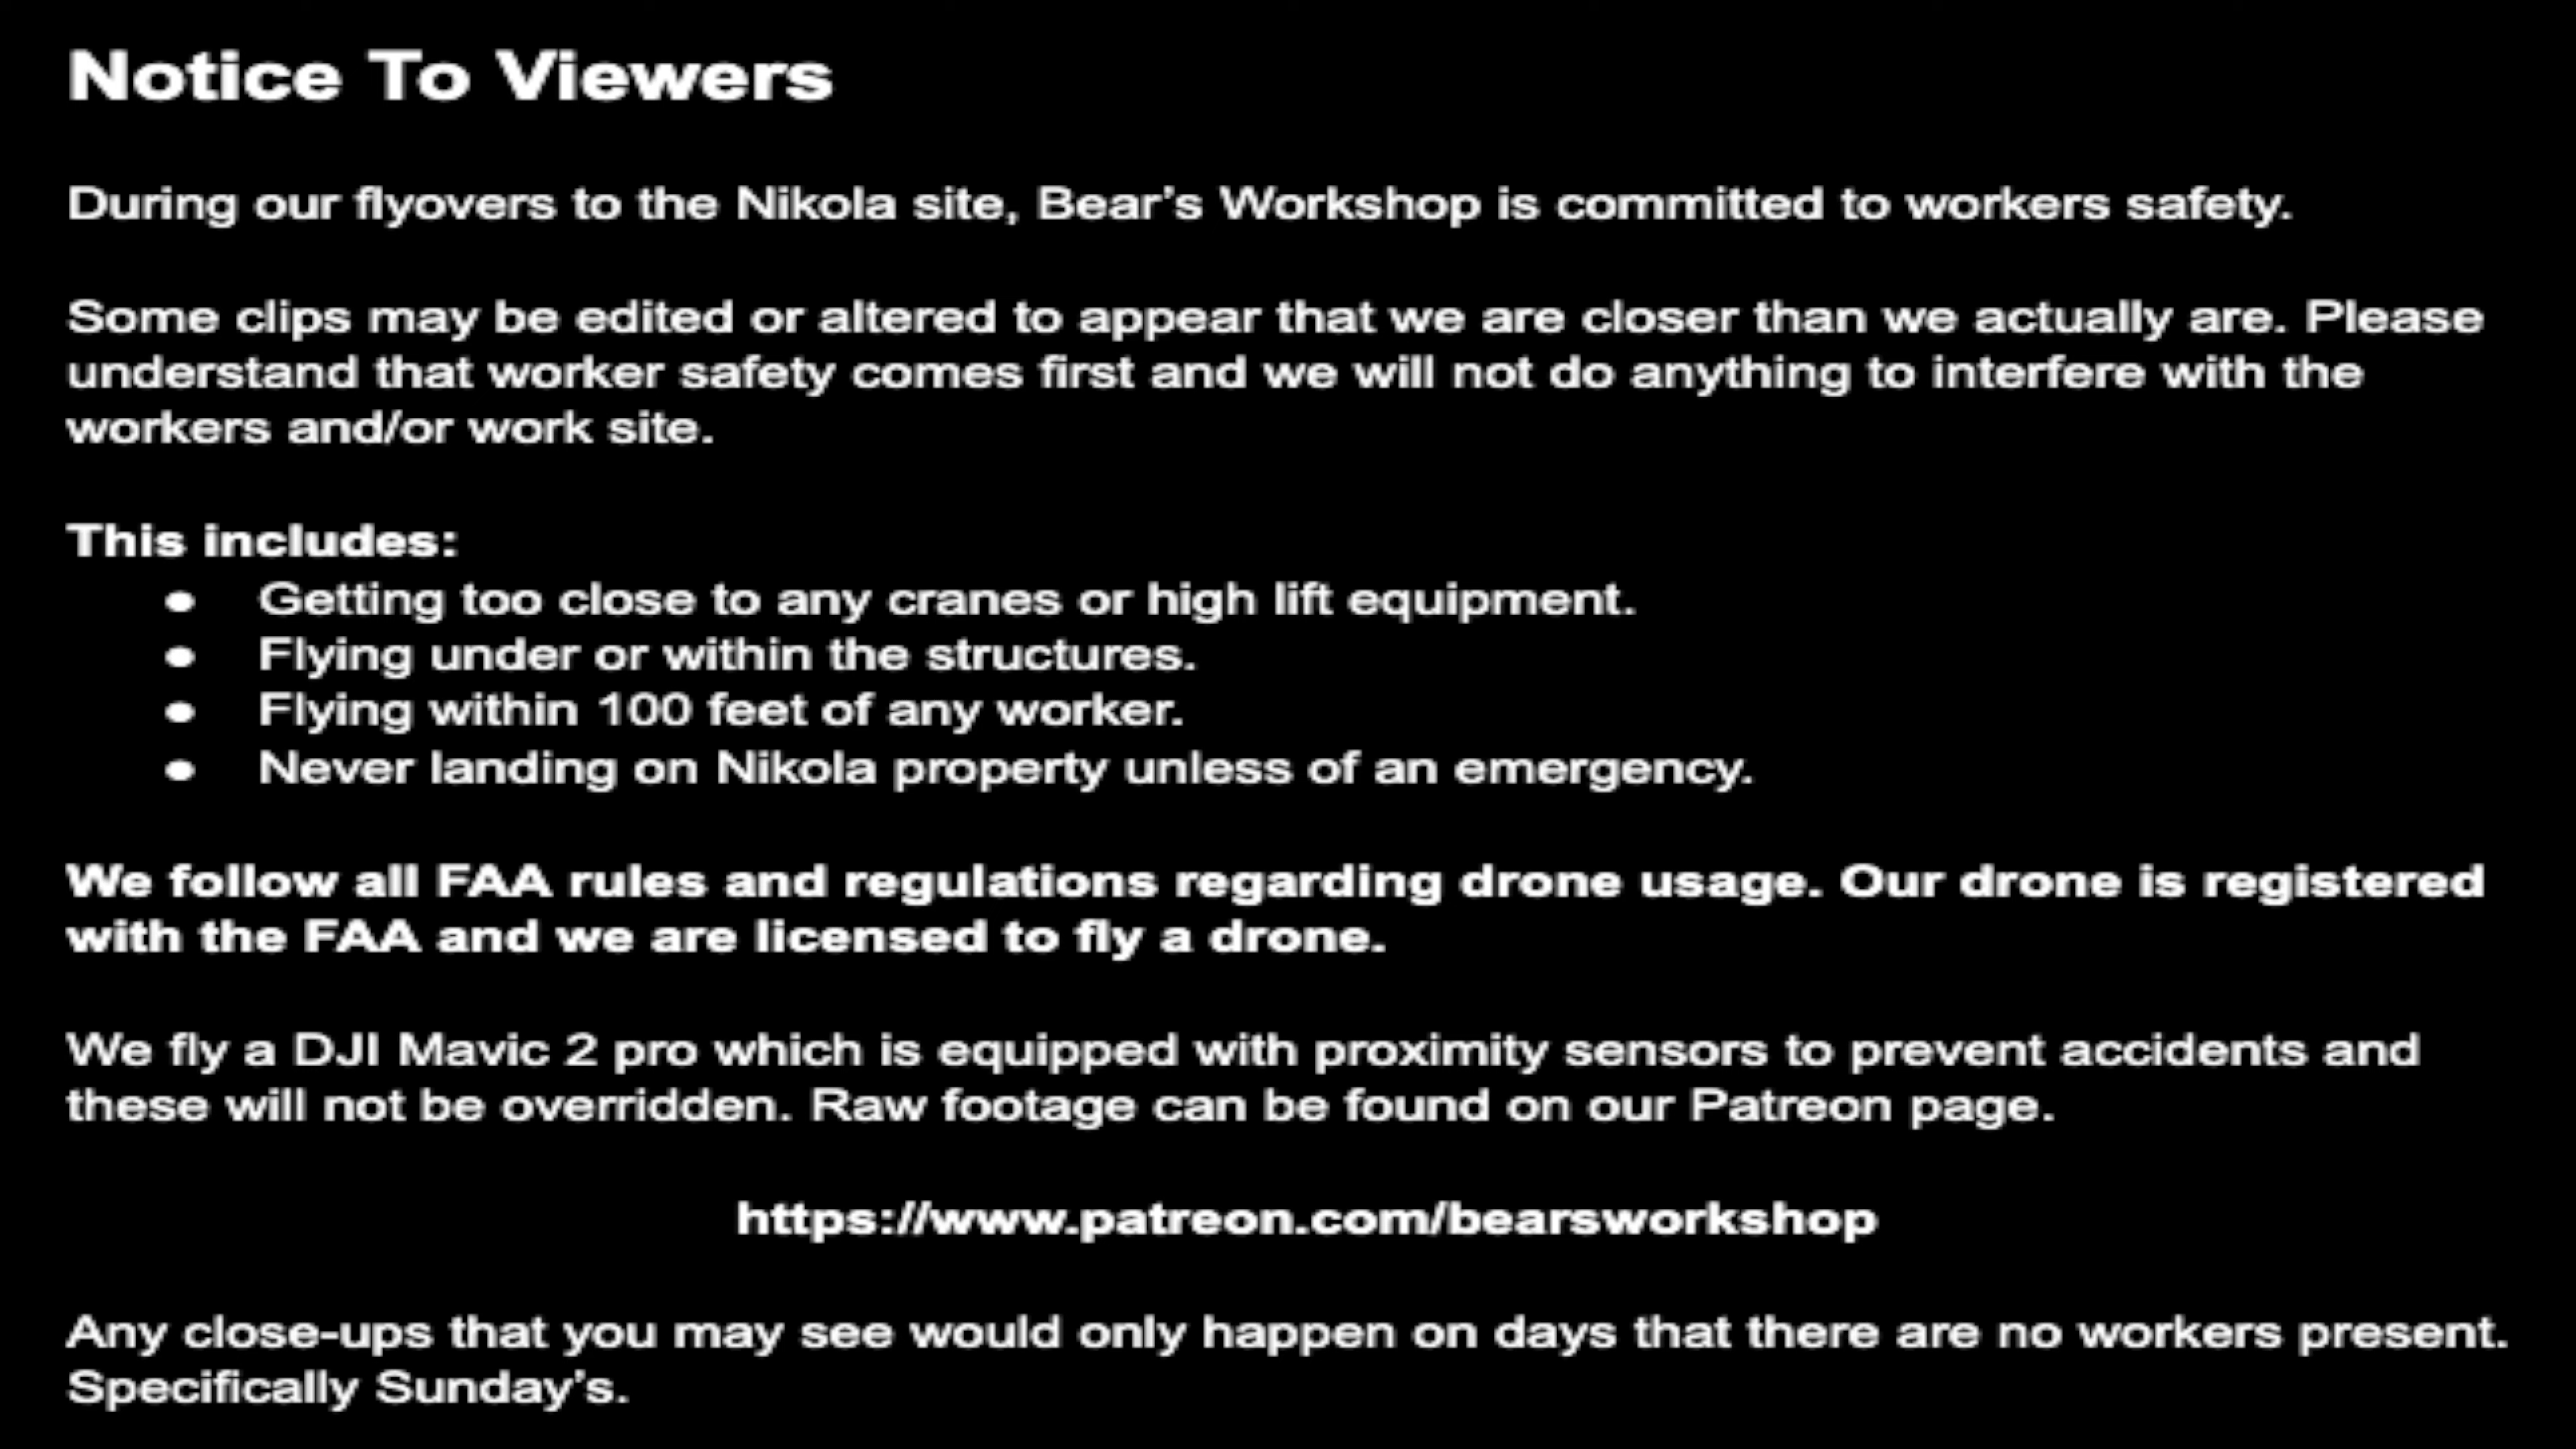 Notice To Viewers
During our flyovers to the Nikola site, Bear's Workshop is committed to workers safety.
Some clips may be edited or altered to appear that we are closer than we actually are. Please
understand that worker safety comes first and we will not do anything to interfere with the
workers and/or work site.
This includes:
● Getting too close to any cranes or high lift equipment.
● Flying under or within the structures.
● Flying within 100 feet of any worker.
● Never landing on Nikola property unless of an emergency.
We follow all FAA rules and regulations regarding drone usage. Our drone is registered
with the FAA and we are licensed to fly a drone.
We fly a DJI Mavic 2 pro which is equipped with proximity sensors to prevent accidents and
these will not be overridden. Raw footage can be found on our Patreon page.
https://www.patreon.com/bearsworkshop
Any close-ups that you may see would only happen on days that there are no workers present.
Specifically Sunday's.